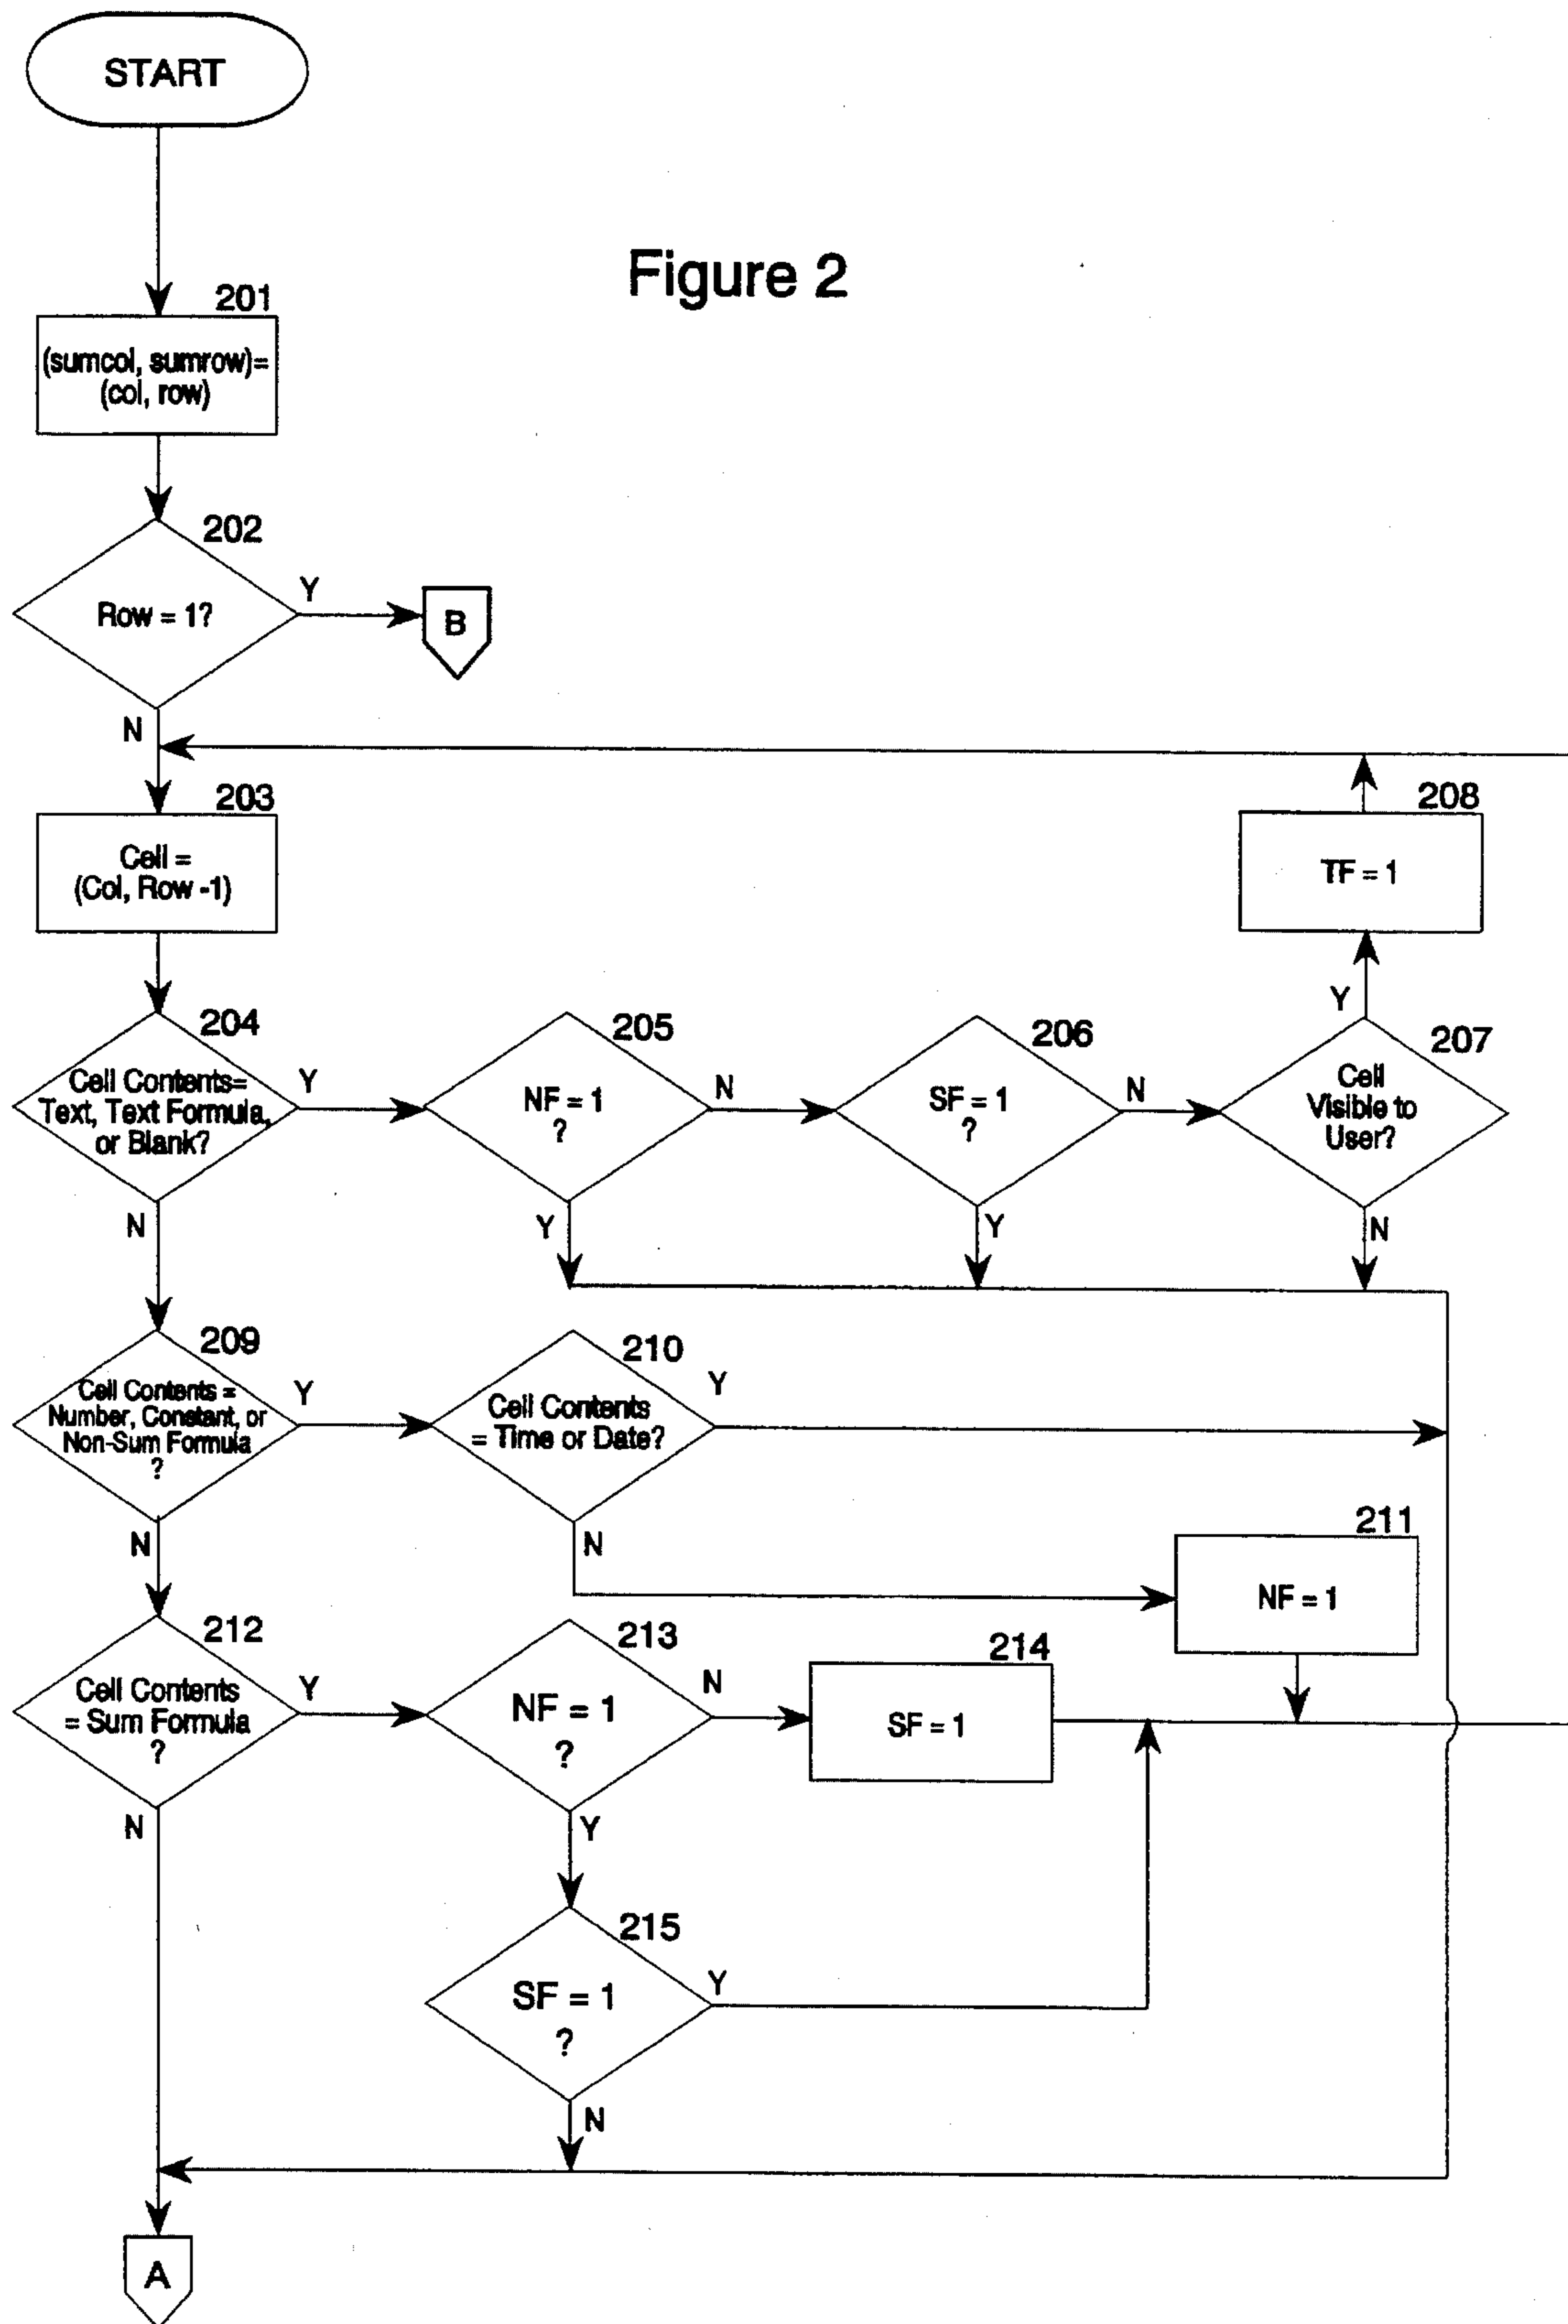 START
Figure 2
201
(sumcol, sumrow)=
(col, row)
202
Row = 1?
Y
B
N
203
Cell =
(Col, Row -1)
208
TF = 1
Y
204
Cell Contents=
Text, Text Formula,
or Blank?
Y
N
205
NF = 1
?
N
Y
206
SF = 1
?
N
Y
207
Cell
Visible to
User?
N
209
Cell Contents =
Number, Constant, or
Non-Sum Formula
?
Y
N
210
Cell Contents
= Time or Date?
Y
N
211
NF = 1
212
Cell Contents
= Sum Formula
?
Y
N
213
NF = 1
?
N
Y
214
SF = 1
215
SF = 1
?
Y
N
A